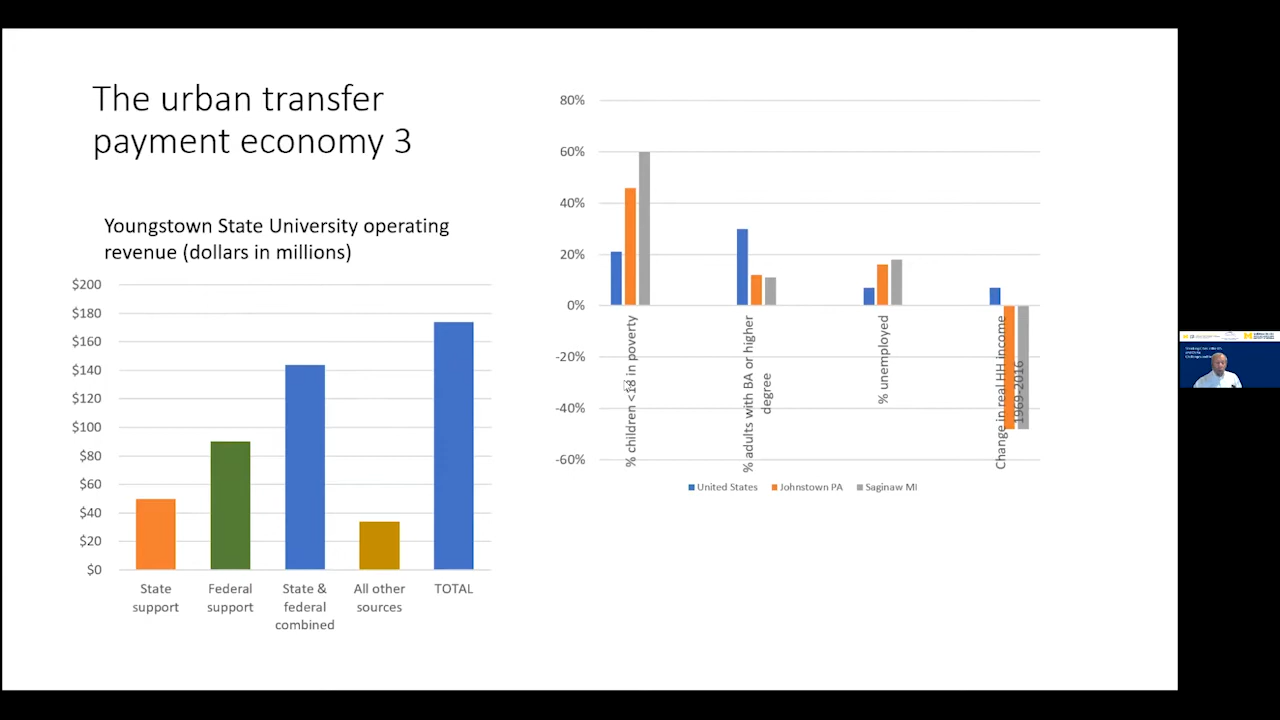 The urban transfer
payment economy 3
Youngstown State University operating
revenue (dollars in millions)
$200
$180
$160
$140
$120
$100
$80
$60
$40
$20
$0
State
support
Federal
support
State &
federal
combined
All other
sources
TOTAL
80%
60%
40%
20%
0%
-20%
-40%
-60%
% children <18 in poverty
% adults with BA or higher
degree
% unemployed
Change in real HH income
1969-2016
United States
Johnstown PA
Saginaw MI